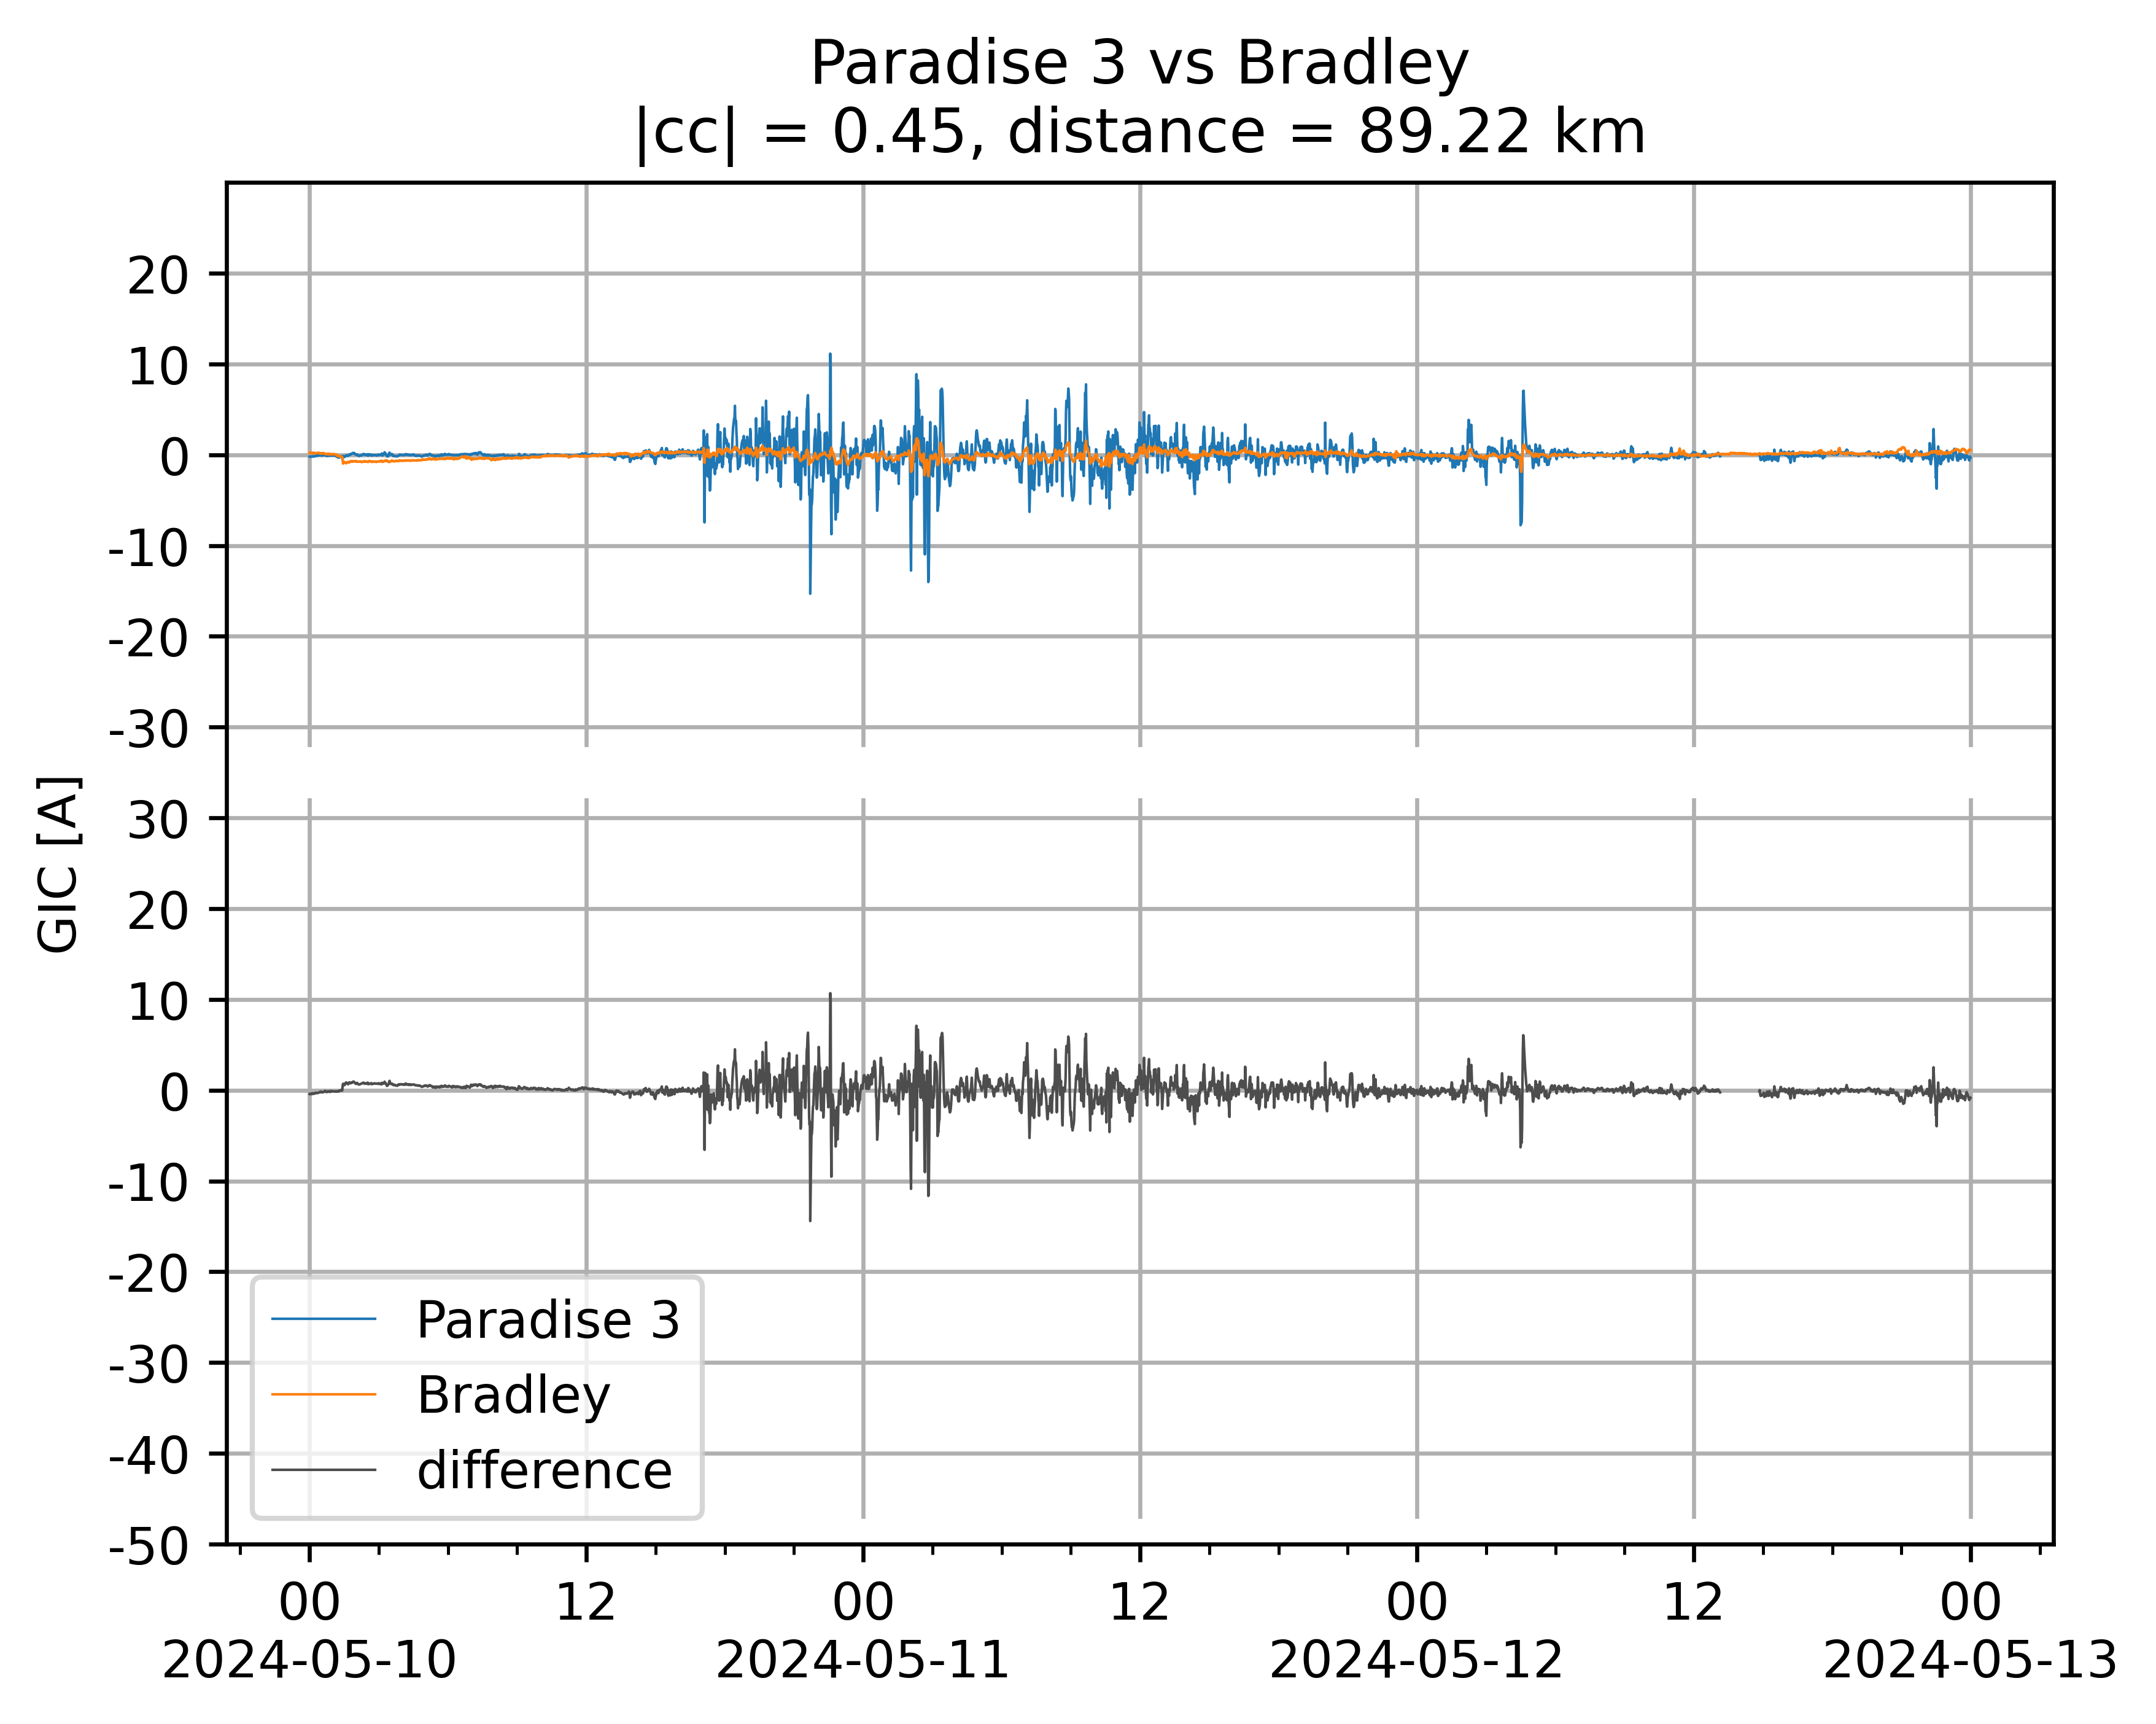 Paradise 3 vs Bradley
|cc| = 0.45, distance = 89.22 km
GIC [A]
20
10
0
-10
-20
-30
30
20
10
0
-10
-20
-30
-40
-50
Paradise 3
Bradley
difference
00 12 00 12 00 12 00
2024-05-10 2024-05-11 2024-05-12 2024-05-13